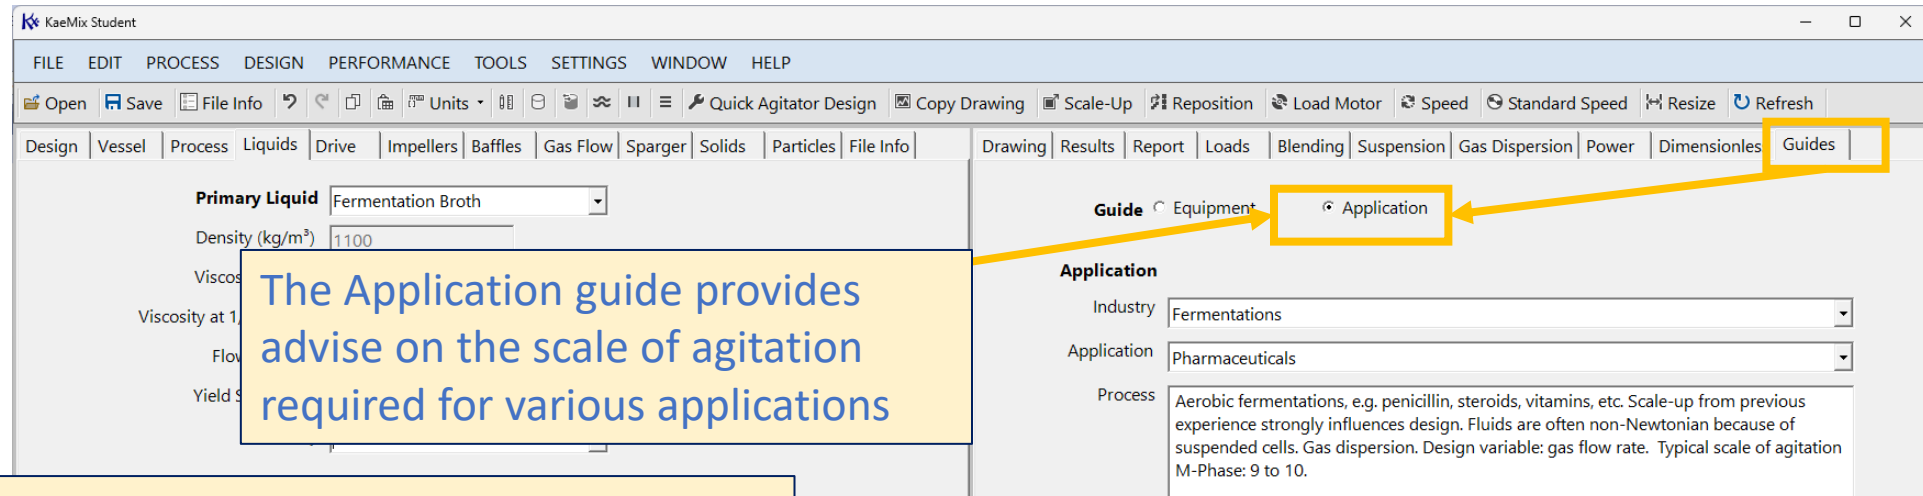 KaeMix Student
FILE EDIT PROCESS DESIGN PERFORMANCE TOOLS SETTINGS WINDOW HELP
Open Save File Info Units Quick Agitator Design Copy Drawing Scale-Up Reposition Load Motor Speed Standard Speed Resize Refresh
Design Vessel Process Liquids Drive Impellers Baffles Gas Flow Sparger Solids Particles File Info
Drawing Results Report Loads Blending Suspension Gas Dispersion Power Dimensionles Guides
Primary Liquid Fermentation Broth
Density (kg/m³) 1100
Viscos
Viscosity at 1
Flo
Yield S
The Application guide provides
advise on the scale of agitation
required for various applications
Guide Equipment Application
Application
Industry Fermentations
Application Pharmaceuticals
Process Aerobic fermentations, e.g. penicillin, steroids, vitamins, etc. Scale-up from previous
experience strongly influences design. Fluids are often non-Newtonian because of
suspended cells. Gas dispersion. Design variable: gas flow rate. Typical scale of agitation
M-Phase: 9 to 10.